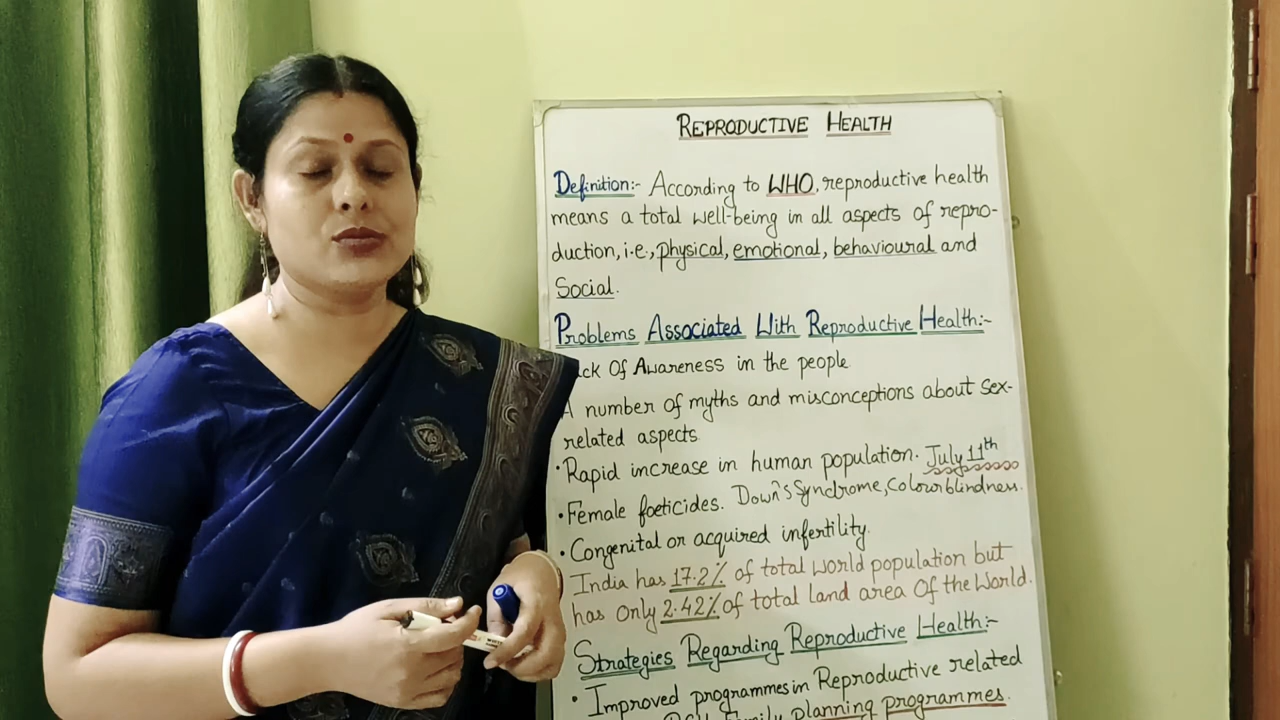 REPRODUCTIVE HEALTH
Definition:- According to WHO, reproductive health
means a total well-being in all aspects of repro-
duction, i.e., physical, emotional, behavioural and
Social.
Problems Associated With Reproductive Health:-
ck Of Awareness in the people
A number of myths and misconceptions about sex-
related aspects
• Rapid increase in human population. July 11th
• Female foeticides. Down's Syndrome, Colourblindness.
• Congenital or acquired infertility.
India has 17.2% of total world population but
has only 2.42% of total land area Of the World.
Strategies Regarding Reproductive Health:-
• Improved programmes in Reproductive related
Family planning programmes.